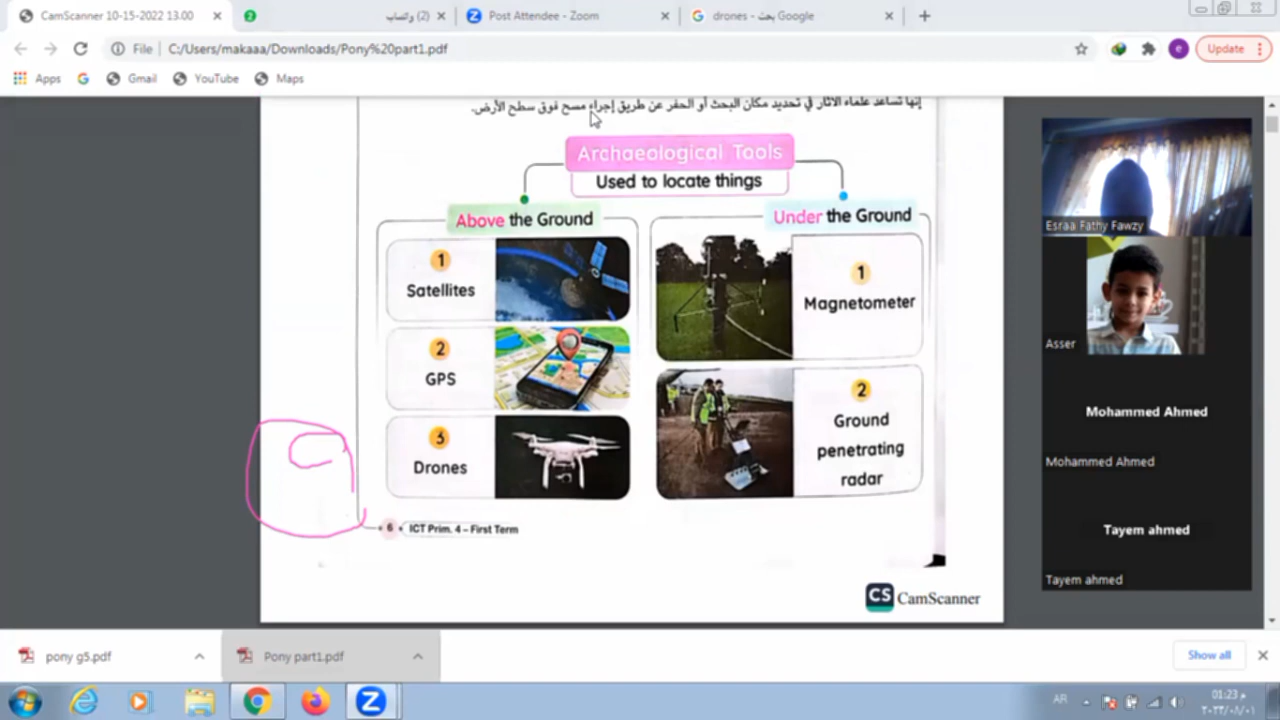 CamScanner 10-15-2022 13.00
(2) واتساب
Post Attendee - Zoom
drones - بحث Google
File
C:/Users/makaaa/Downloads/Pony%20part1.pdf
e
Update
Apps
Gmail
YouTube
Maps
إنها تساعد علماء الآثار في تحديد مكان البحث أو الحفر عن طريق إجراء مسح فوق سطح الأرض.
Archaeological Tools
Used to locate things
Above the Ground
1
Satellites
2
GPS
3
Drones
Under the Ground
1
Magnetometer
2
Ground
penetrating
radar
6 • ICT Prim. 4 - First Term
CS CamScanner
Esraa Fathy Fawzy
Asser
Mohammed Ahmed
Mohammed Ahmed
Tayem ahmed
Tayem ahmed
pony g5.pdf
Pony part1.pdf
Show all
AR
01:23 م
٢٠٢٣/٠٨/٠١